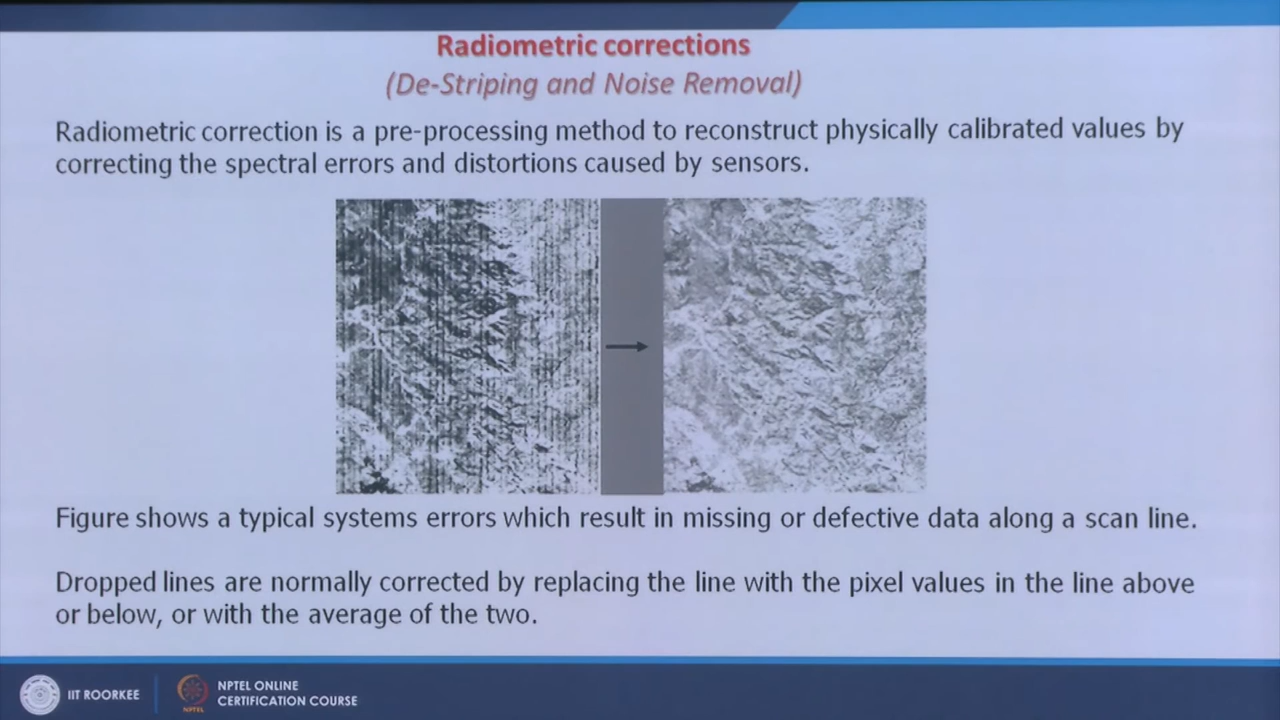 Radiometric corrections
(De-Striping and Noise Removal)
Radiometric correction is a pre-processing method to reconstruct physically calibrated values by
correcting the spectral errors and distortions caused by sensors.
Figure shows a typical systems errors which result in missing or defective data along a scan line.
Dropped lines are normally corrected by replacing the line with the pixel values in the line above
or below, or with the average of the two.
IIT ROORKEE
NPTEL
NPTEL ONLINE
CERTIFICATION COURSE